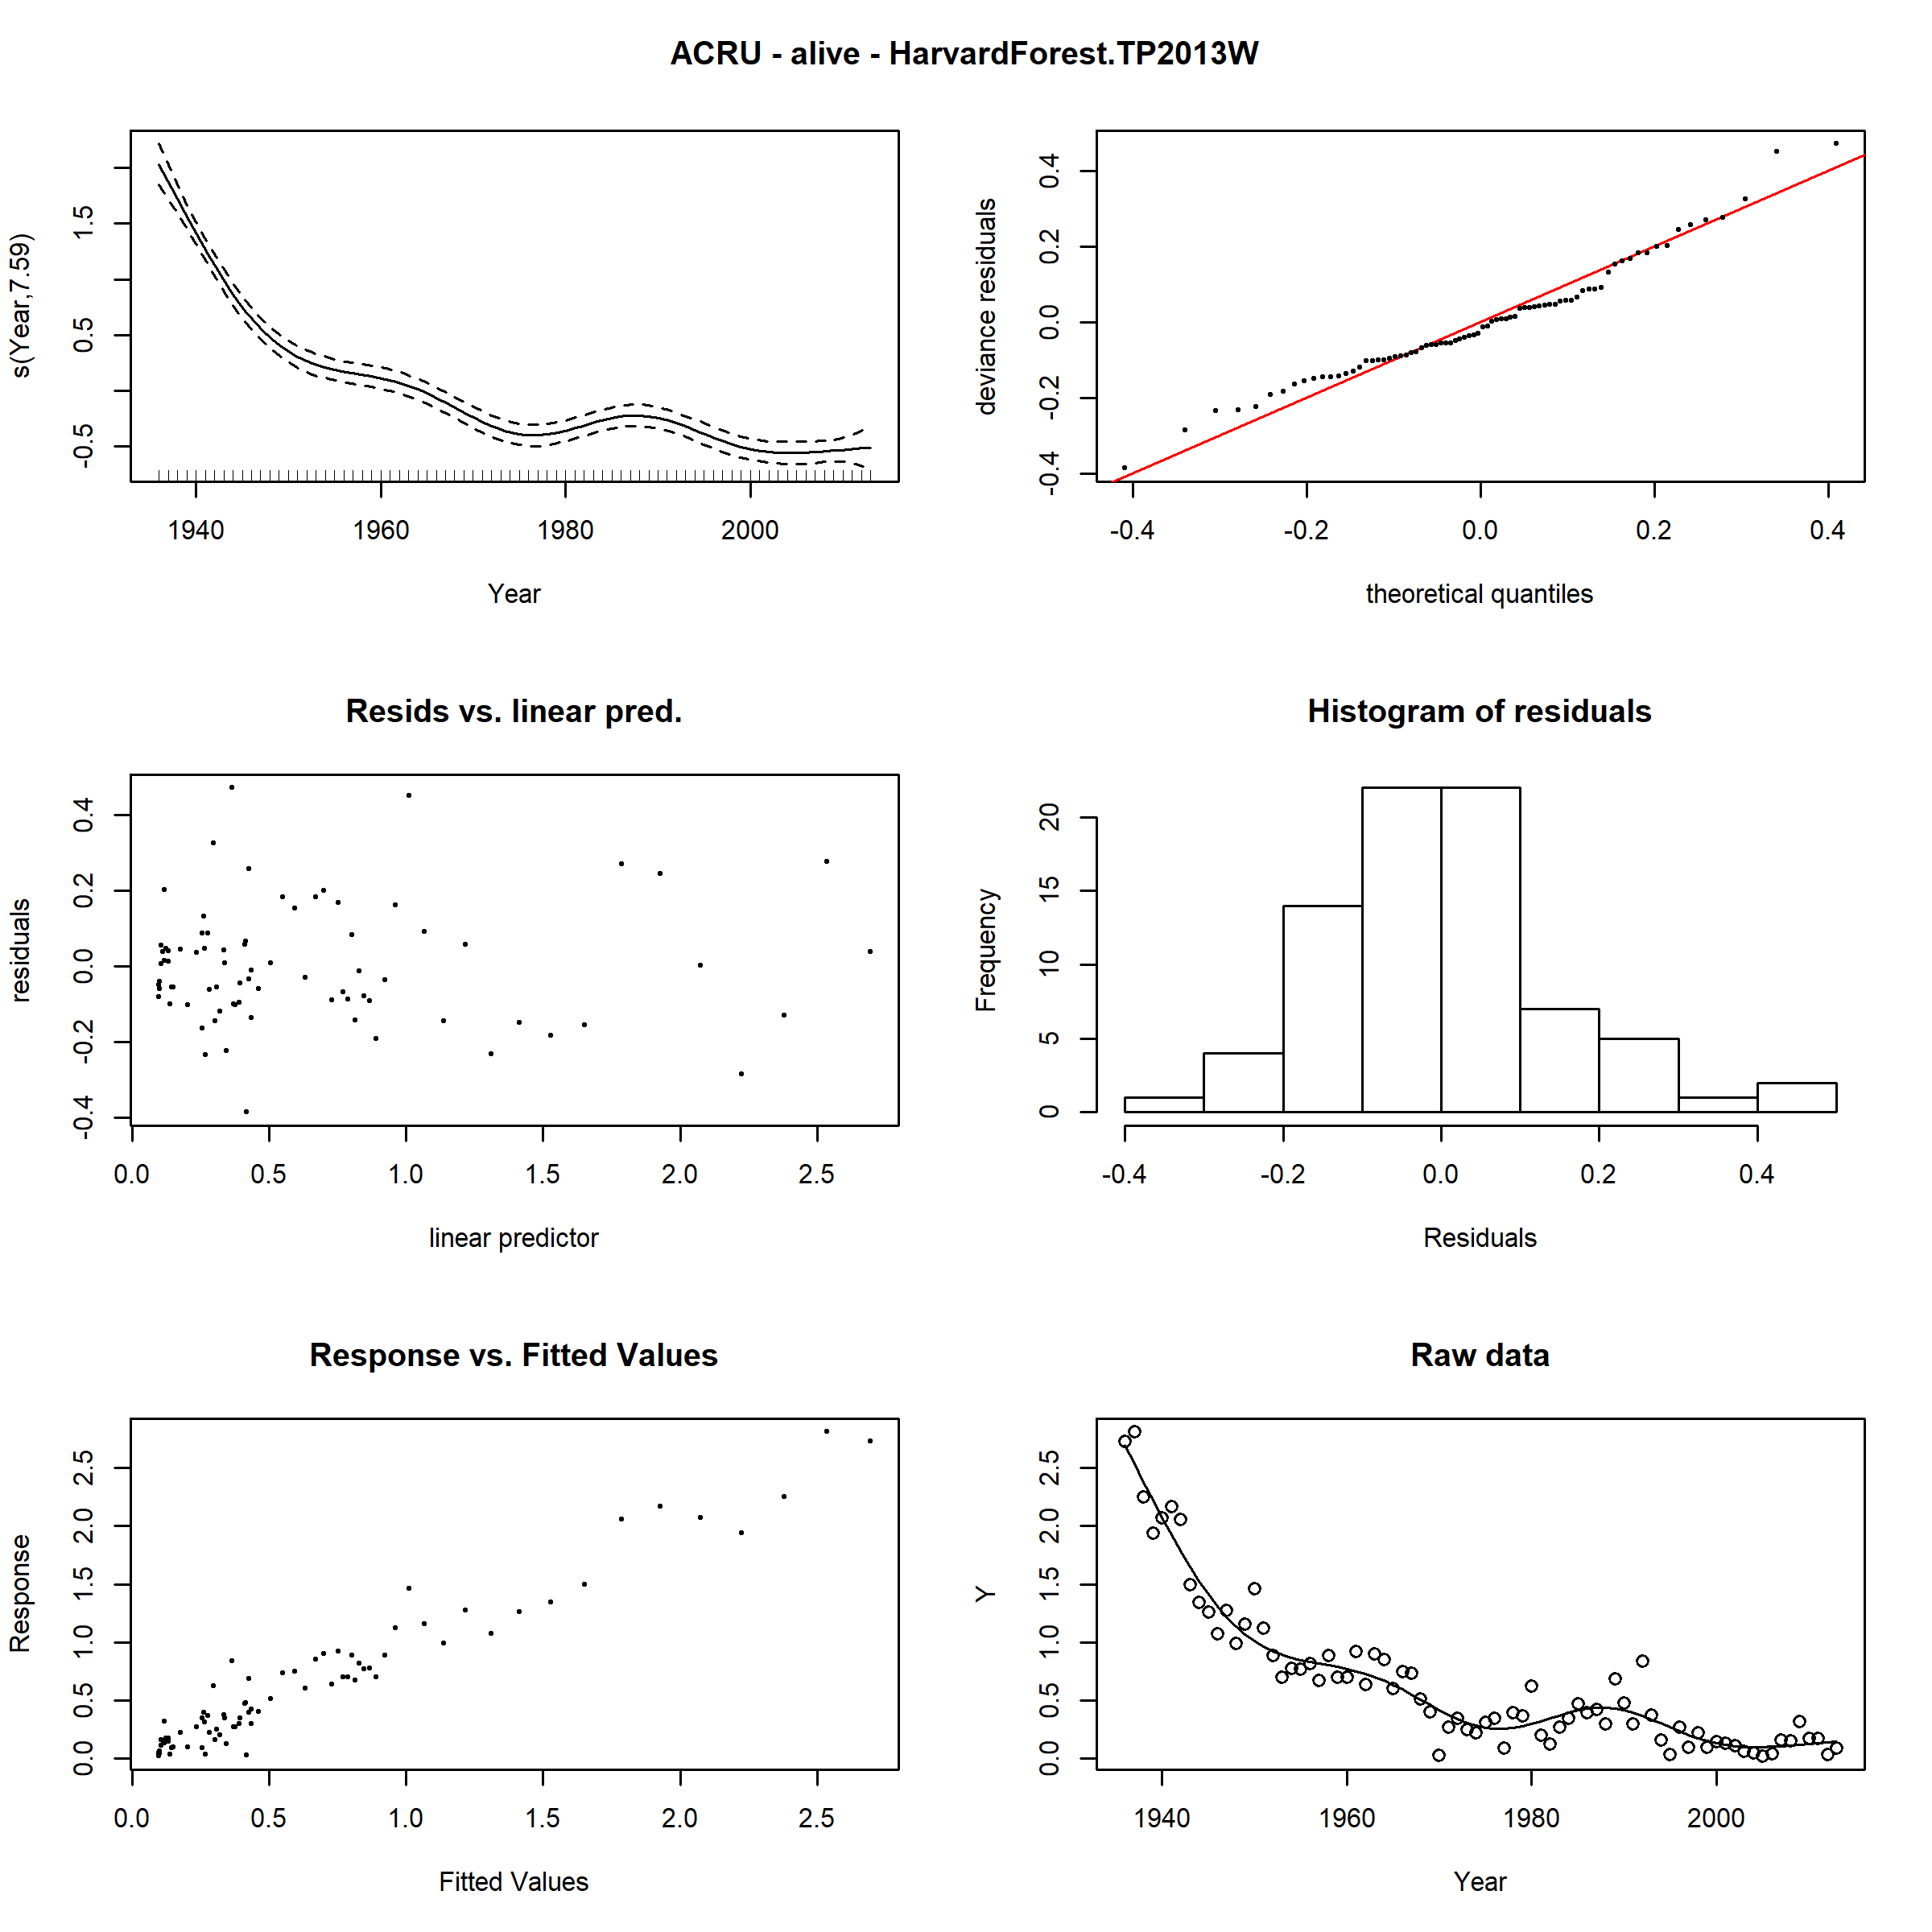 ACRU - alive - HarvardForest.TP2013W
s(Year,7.59)
-0.5 0.5 1.5
1940 1960 1980 2000
Year
deviance residuals
-0.4 -0.2 0.0 0.2 0.4
-0.4 -0.2 0.0 0.2 0.4
theoretical quantiles
Resids vs. linear pred.
residuals
-0.4 -0.2 0.0 0.2 0.4
0.0 0.5 1.0 1.5 2.0 2.5
linear predictor
Histogram of residuals
Frequency
0 5 10 15 20
-0.4 -0.2 0.0 0.2 0.4
Residuals
Response vs. Fitted Values
Response
0.0 0.5 1.0 1.5 2.0 2.5
0.0 0.5 1.0 1.5 2.0 2.5
Fitted Values
Raw data
Y
0.0 0.5 1.0 1.5 2.0 2.5
1940 1960 1980 2000
Year